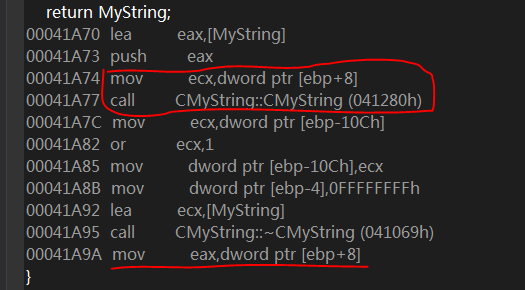 return MyString;
00041A70 lea eax,[MyString]
00041A73 push eax
00041A74 mov ecx,dword ptr [ebp+8]
00041A77 call CMyString::CMyString (041280h)
00041A7C mov ecx,dword ptr [ebp-10Ch]
00041A82 or ecx,1
00041A85 mov dword ptr [ebp-10Ch],ecx
00041A8B mov dword ptr [ebp-4],0FFFFFFFFh
00041A92 lea ecx,[MyString]
00041A95 call CMyString::~CMyString (041069h)
00041A9A mov eax,dword ptr [ebp+8]
}